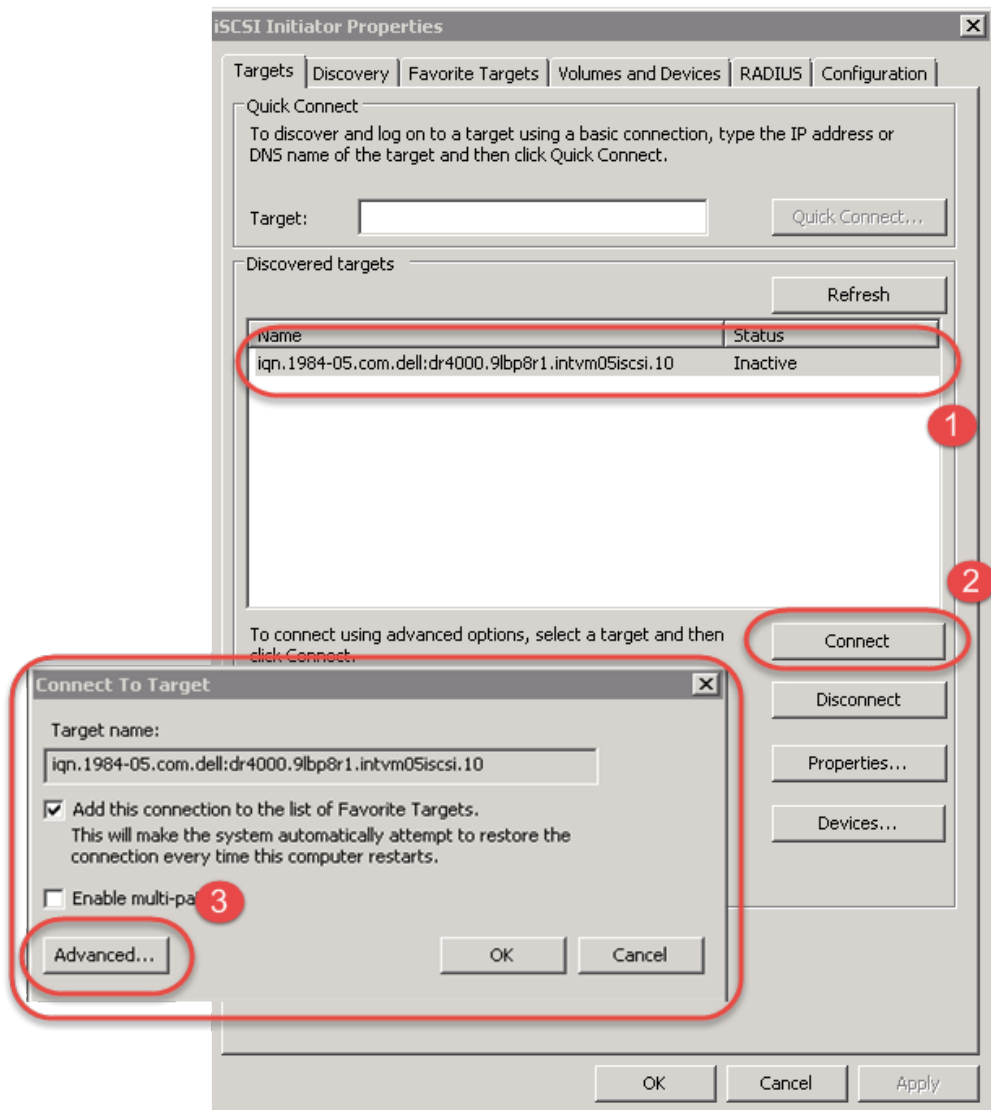 iSCSI Initiator Properties
Targets Discovery Favorite Targets Volumes and Devices RADIUS Configuration
Quick Connect
To discover and log on to a target using a basic connection, type the IP address or
DNS name of the target and then click Quick Connect.
Target:
Quick Connect...
Discovered targets
Refresh
Name Status
iqn.1984-05.com.dell:dr4000.9lbp8r1.intvm05iscsi.10 Inactive
1
2
To connect using advanced options, select a target and then
click Connect.
Connect
Disconnect
Properties...
Devices...
Connect To Target
Target name:
iqn.1984-05.com.dell:dr4000.9lbp8r1.intvm05iscsi.10
Add this connection to the list of Favorite Targets.
This will make the system automatically attempt to restore the
connection every time this computer restarts.
Enable
3
Advanced...
OK
Cancel
OK
Cancel
Apply